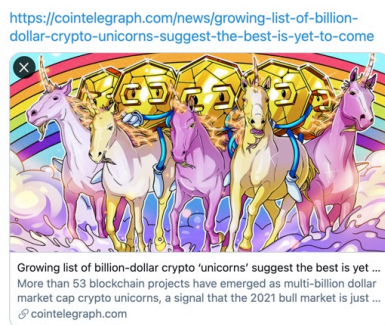 https://cointelegraph.com/news/growing-list-of-billion-
dollar-crypto-unicorns-suggest-the-best-is-yet-to-come
Growing list of billion-dollar crypto ‘unicorns’ suggest the best is yet ...
More than 53 blockchain projects have emerged as multi-billion dollar
market cap crypto unicorns, a signal that the 2021 bull market is just ...
cointelegraph.com